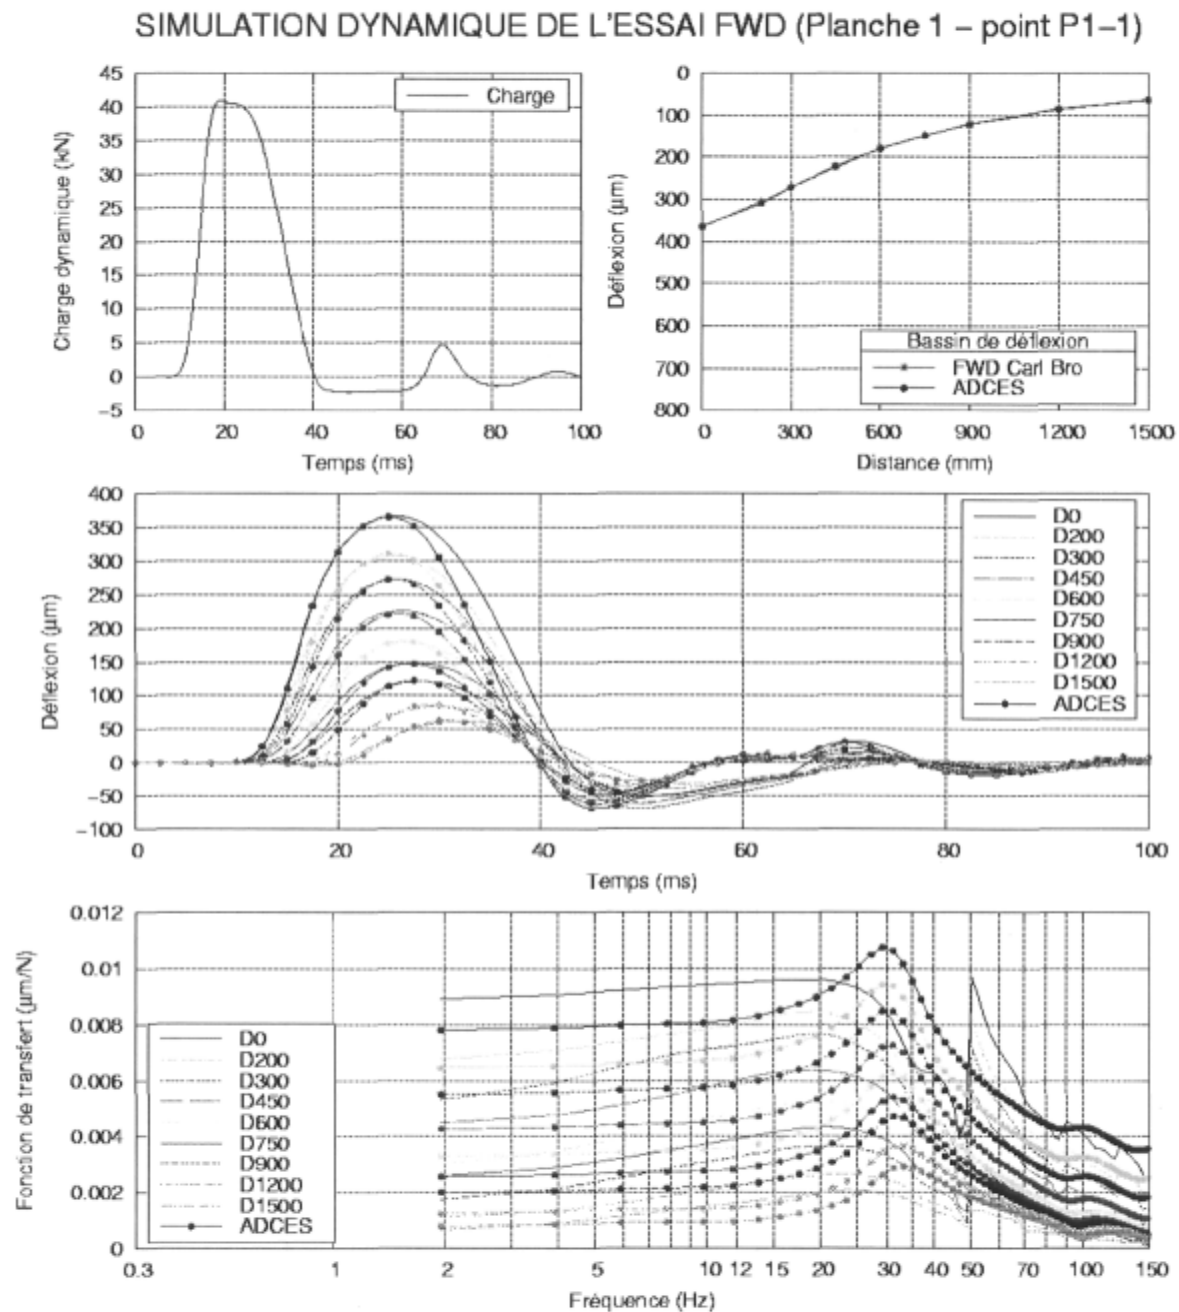 SIMULATION DYNAMIQUE DE L'ESSAI FWD (Planche 1 – point P1–1)
45
40
35
30
25
20
15
10
5
0
−5
Charge dynamique (kN)
Charge
0 20 40 60 80 100
Temps (ms)
0
100
200
300
400
500
600
700
800
Déflexion (μm)
Bassin de déflexion
FWD Carl Bro
ADCES
0 300 600 900 1200 1500
Distance (mm)
400
350
300
250
200
150
100
50
0
−50
−100
Déflexion (μm)
D0
D200
D300
D450
D600
D750
D900
D1200
D1500
ADCES
0 20 40 60 80 100
Temps (ms)
0.012
0.01
0.008
0.006
0.004
0.002
0
Fonction de transfert (μm/N)
D0
D200
D300
D450
D600
D750
D900
D1200
D1500
ADCES
0.3 1 2 5 10 12 15 20 30 40 50 70 100 150
Fréquence (Hz)